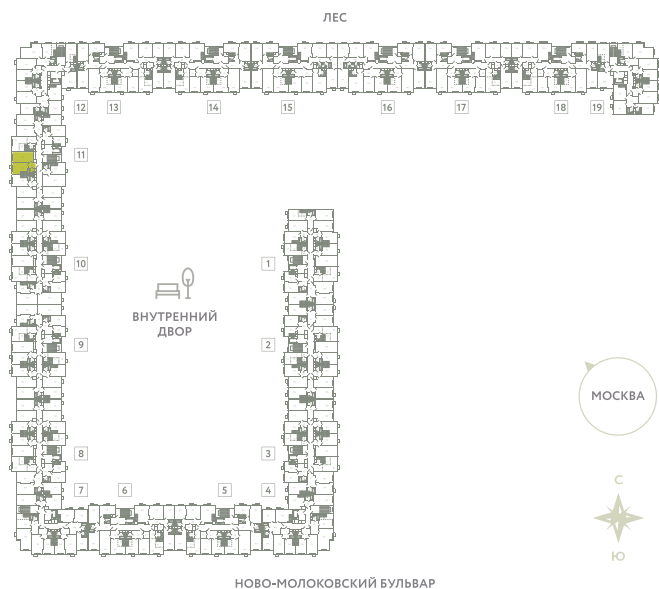 ЛЕС
12 13 14 15 16 17 18 19
11
10 1
ВНУТРЕННИЙ
ДВОР
9 2
МОСКВА
8 3
7 6 5 4
С
Ю
НОВО-МОЛОКОВСКИЙ БУЛЬВАР